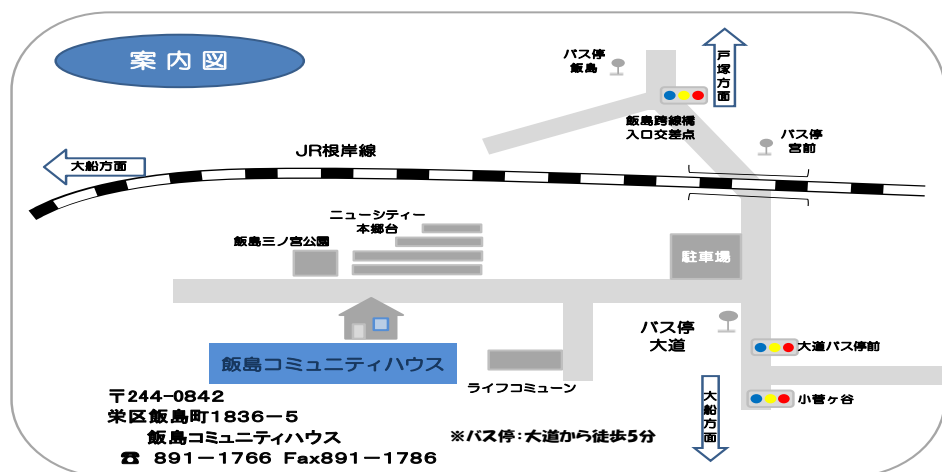 案内図
バス停
飯島
戸塚方面
飯島跨線橋
入口交差点
バス停
宮前
JR根岸線
大船方面
ニューシティー
本郷台
飯島三ノ宮公園
駐車場
バス停
大道
大道バス停前
飯島コミュニティハウス
ライフコミューン
小菅ヶ谷
大船方面
〒244-0842
栄区飯島町1836－5
飯島コミュニティハウス
※バス停：大道から徒歩5分
☎ 891－1766 Fax891－1786